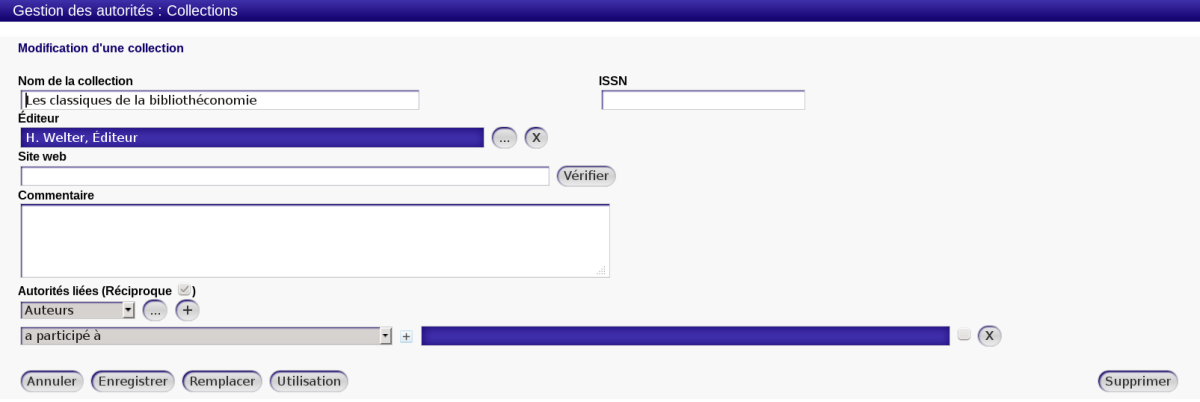 Gestion des autorités : Collections
Modification d'une collection
Nom de la collection ISSN
Les classiques de la bibliothéconomie
Éditeur
H. Welter, Éditeur ... X
Site web
Vérifier
Commentaire
Autorités liées (Réciproque )
Auteurs ... +
a participé à + X
Annuler Enregistrer Remplacer Utilisation Supprimer